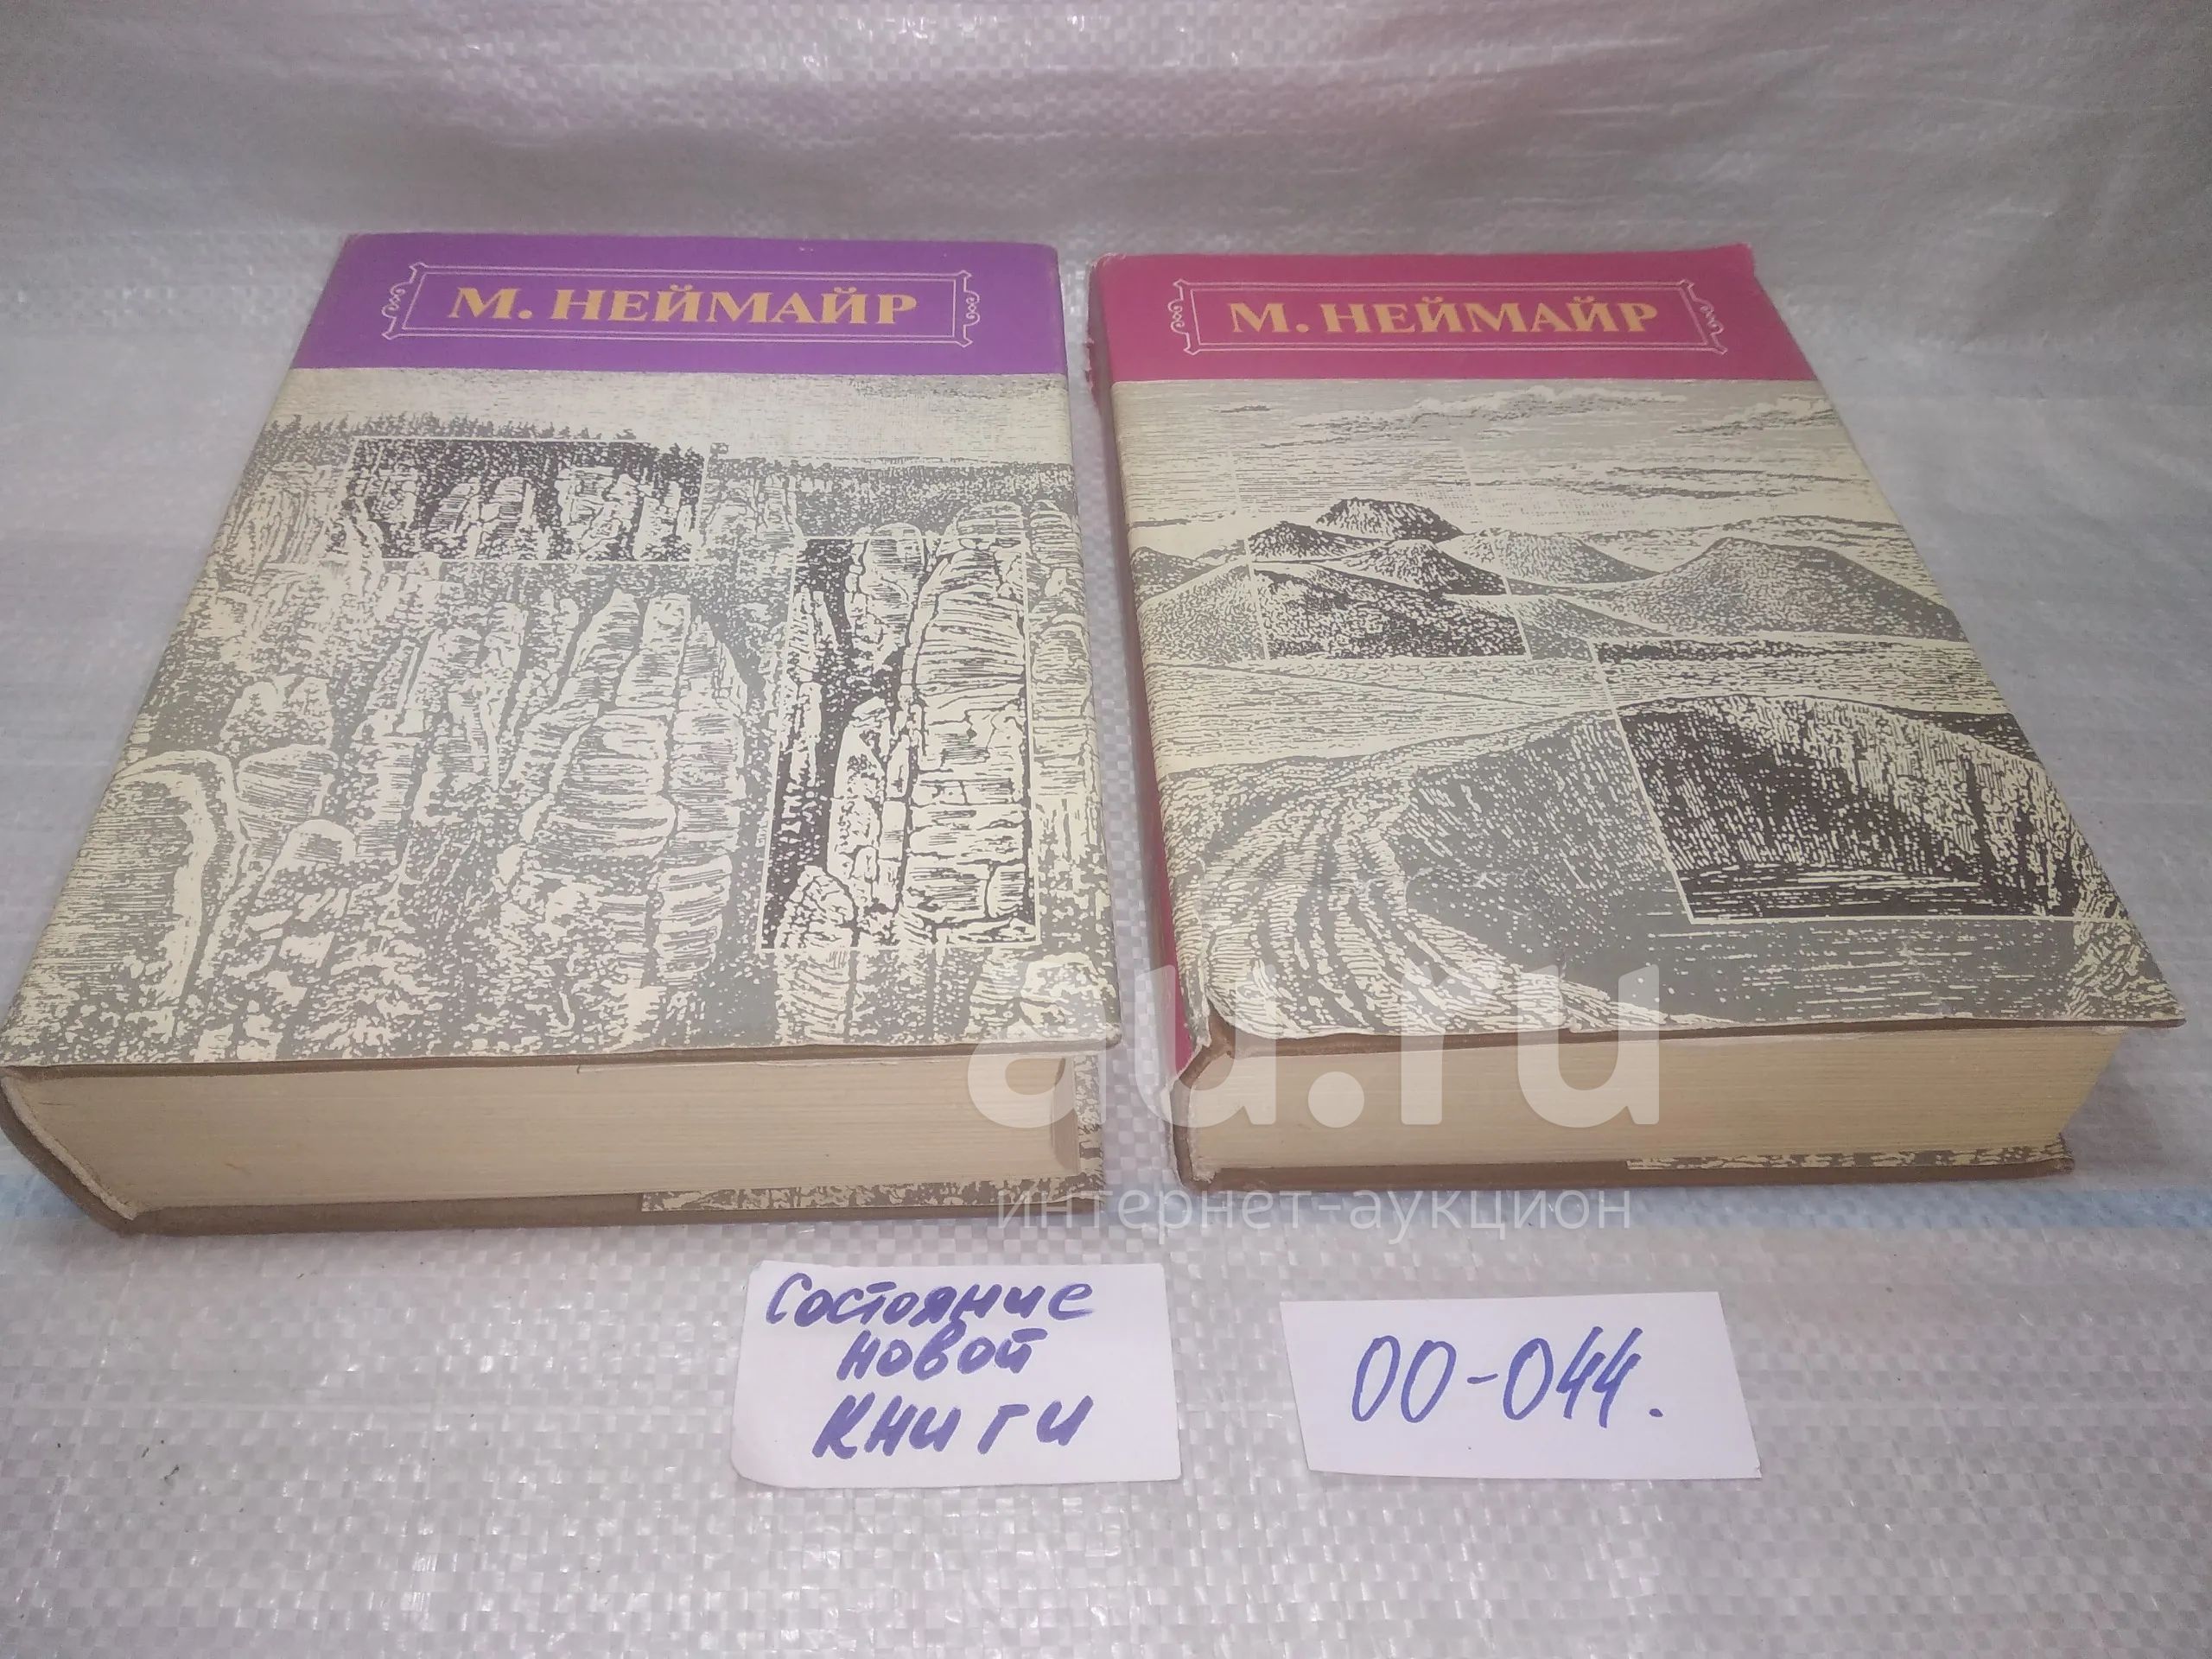 М. НЕЙМАЙР
М. НЕЙМАЙР
au.ru
интернет-аукцион
Состояние
новой
книги
00-044.